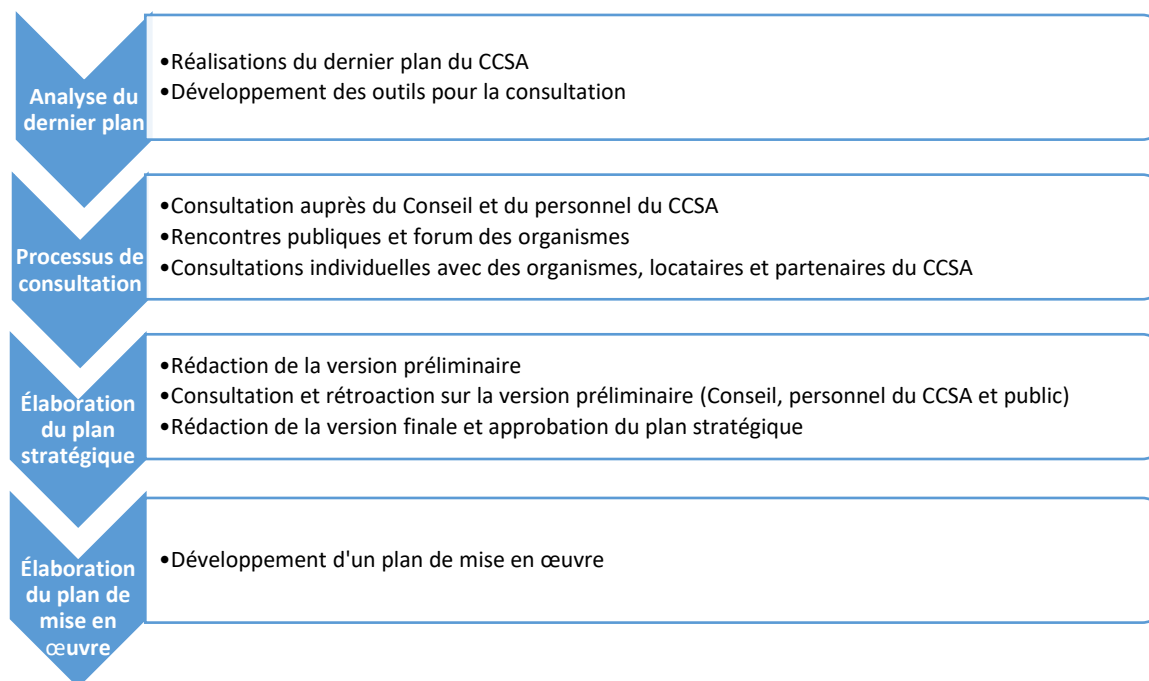 Analyse du
dernier plan
•Réalisations du dernier plan du CCSA
•Développement des outils pour la consultation
Processus de
consultation
•Consultation auprès du Conseil et du personnel du CCSA
•Rencontres publiques et forum des organismes
•Consultations individuelles avec des organismes, locataires et partenaires du CCSA
Élaboration
du plan
stratégique
•Rédaction de la version préliminaire
•Consultation et rétroaction sur la version préliminaire (Conseil, personnel du CCSA et public)
•Rédaction de la version finale et approbation du plan stratégique
Élaboration
du plan de
mise en
œuvre
•Développement d'un plan de mise en œuvre